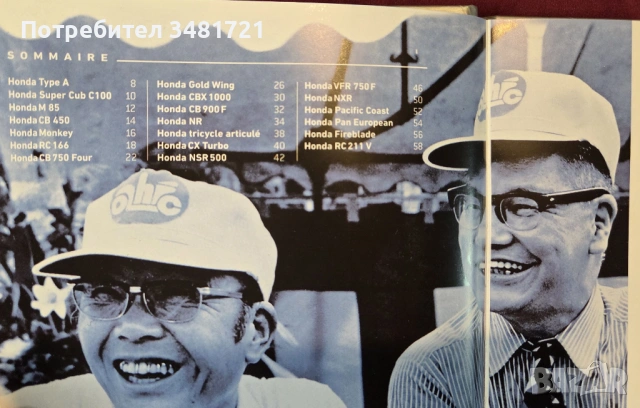 Потребител 3481721
SOMMAIRE
Honda Type A 8
Honda Super Cub C100 10
Honda M 85 12
Honda CB 450 14
Honda Monkey 16
Honda RC 166 18
Honda CB 750 Four 22
Honda Gold Wing 26
Honda CBX 1000 30
Honda CB 900 F 32
Honda NR 34
Honda tricycle articulé 38
Honda CX Turbo 40
Honda NSR 500 42
Honda VFR 750 F 46
Honda NXR 50
Honda Pacific Coast 52
Honda Pan European 54
Honda Fireblade 56
Honda RC 211 V 58
BAZAR